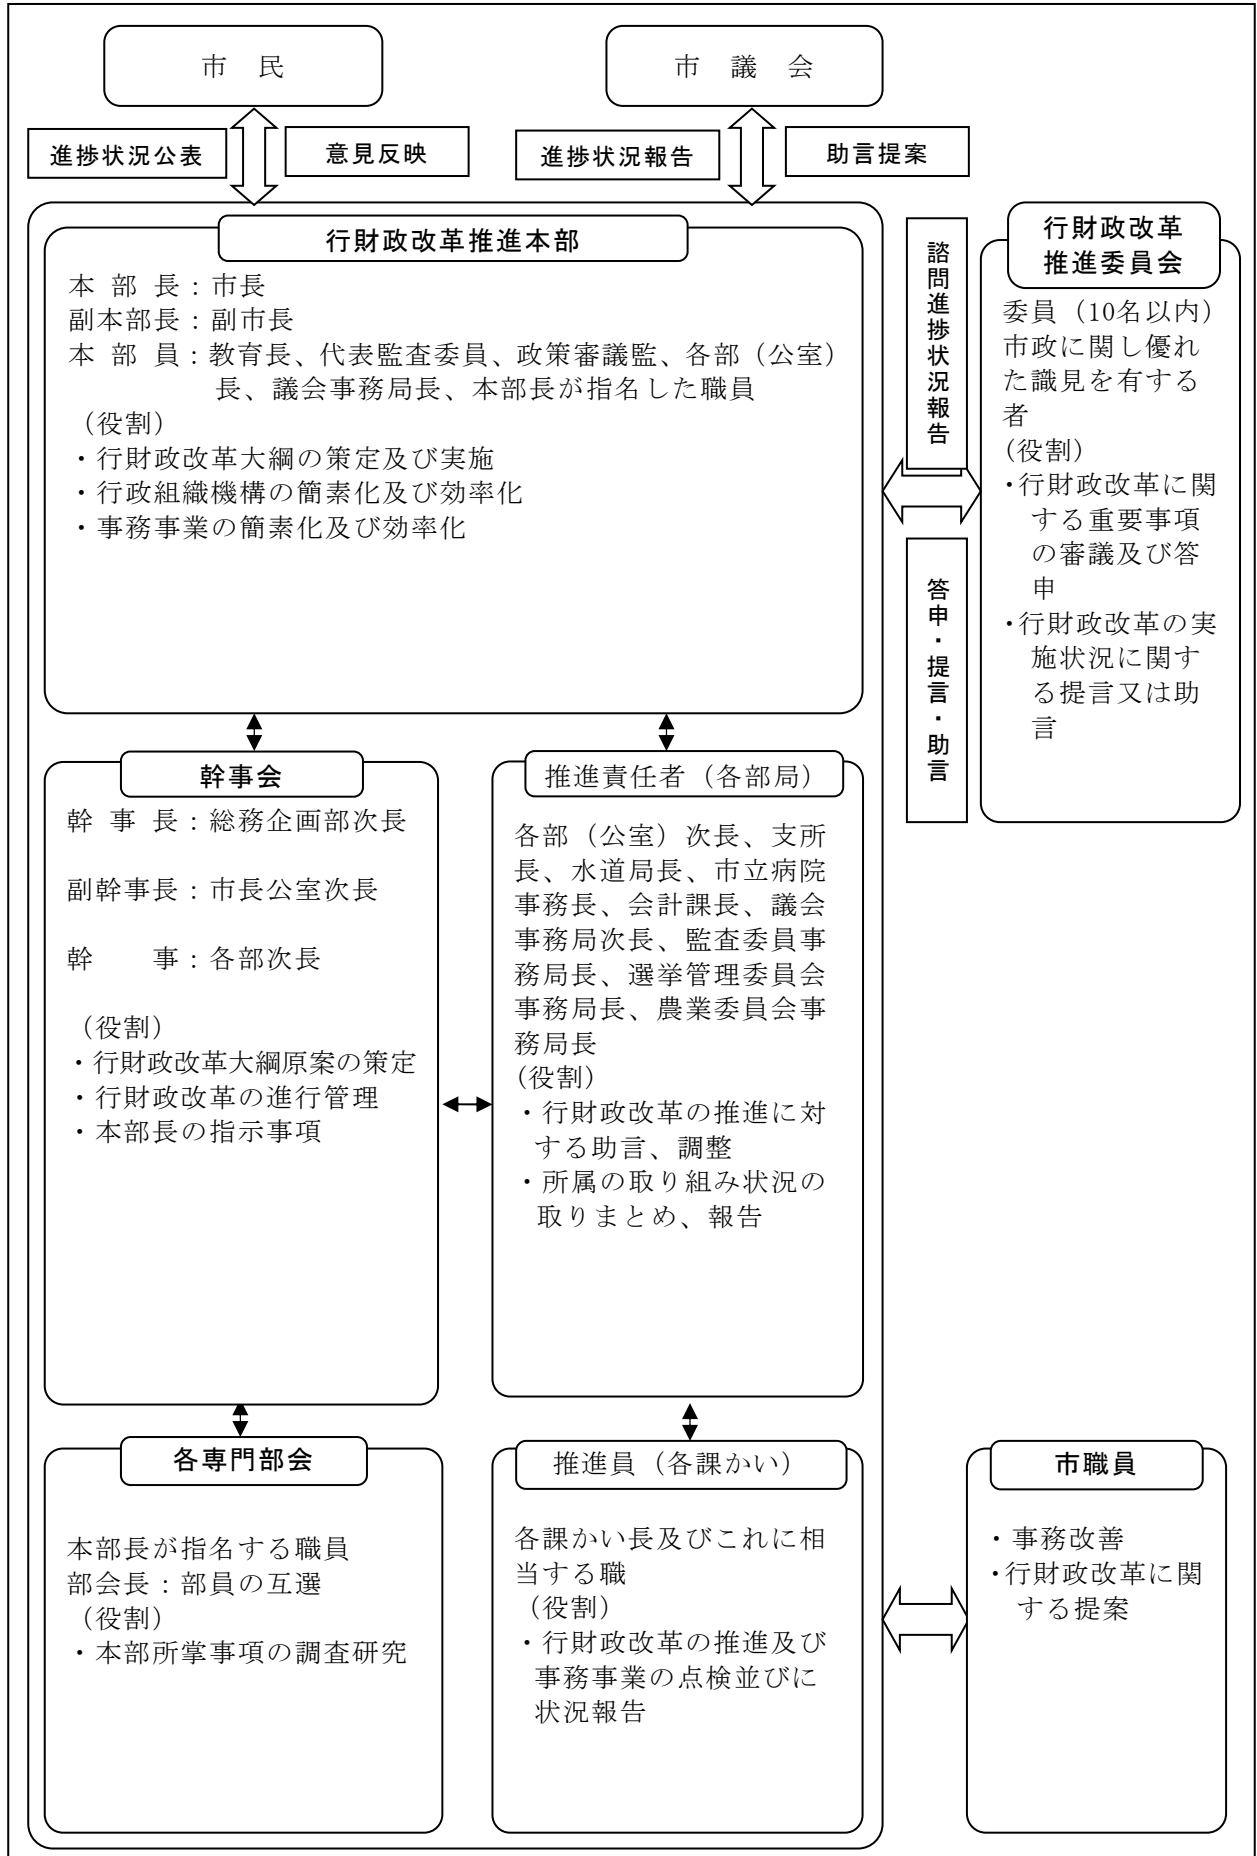 市　民
市　議　会
進捗状況公表
意見反映
進捗状況報告
助言提案
行財政改革推進本部
本 部 長：市長
副本部長：副市長
本 部 員：教育長、代表監査委員、政策審議監、各部（公室）
長、議会事務局長、本部長が指名した職員
（役割）
・行財政改革大綱の策定及び実施
・行政組織機構の簡素化及び効率化
・事務事業の簡素化及び効率化
諮問進捗状況報告
答申・提言・助言
行財政改革
推進委員会
委員（10名以内）
市政に関し優れ
た識見を有する
者
(役割）
・行財政改革に関
する重要事項
の審議及び答
申
・行財政改革の実
施状況に関す
る提言又は助
言
幹事会
幹 事 長：総務企画部次長
副幹事長：市長公室次長
幹　　事：各部次長
（役割）
・行財政改革大綱原案の策定
・行財政改革の進行管理
・本部長の指示事項
推進責任者（各部局）
各部（公室）次長、支所
長、水道局長、市立病院
事務長、会計課長、議会
事務局次長、監査委員事
務局長、選挙管理委員会
事務局長、農業委員会事
務局長
(役割）
・行財政改革の推進に対
する助言、調整
・所属の取り組み状況の
取りまとめ、報告
各専門部会
本部長が指名する職員
部会長：部員の互選
（役割）
・本部所掌事項の調査研究
推進員（各課かい）
各課かい長及びこれに相
当する職
（役割）
・行財政改革の推進及び
事務事業の点検並びに
状況報告
市職員
・事務改善
・行財政改革に関
する提案